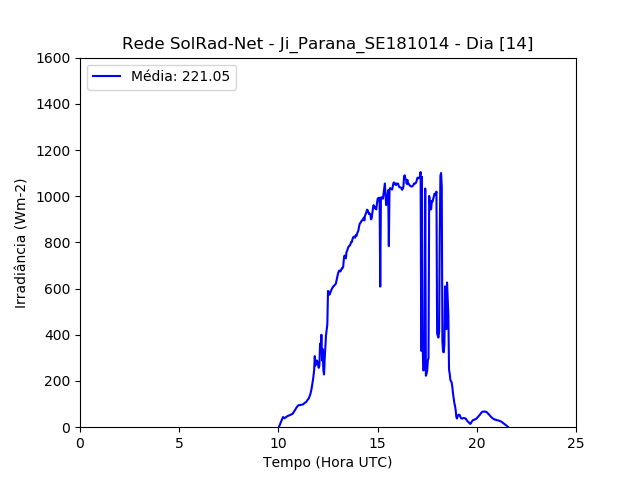 Rede SolRad-Net - Ji_Parana_SE181014 - Dia [14]
Média: 221.05
Irradiância (Wm-2)
1600
1400
1200
1000
800
600
400
200
0
0 5 10 15 20 25
Tempo (Hora UTC)